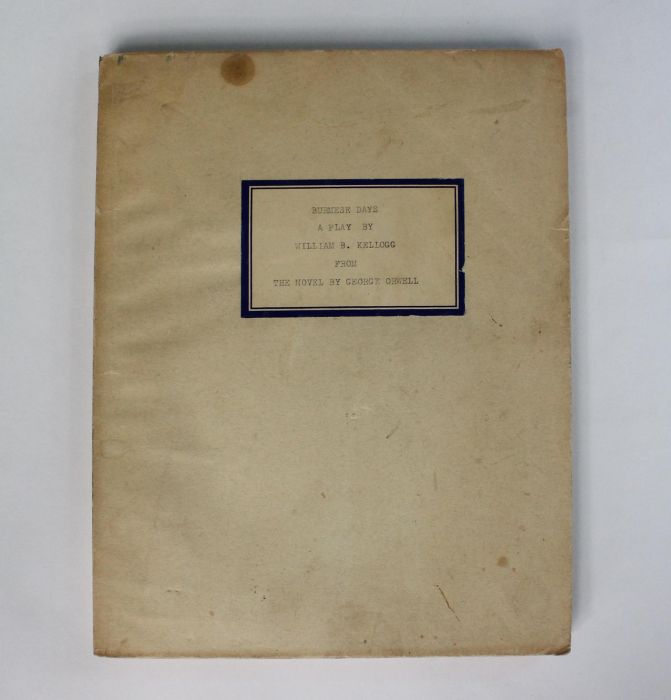 BURMESE DAYS
A PLAY BY
WILLIAM B. KELLOGG
FROM
THE NOVEL BY GEORGE ORWELL